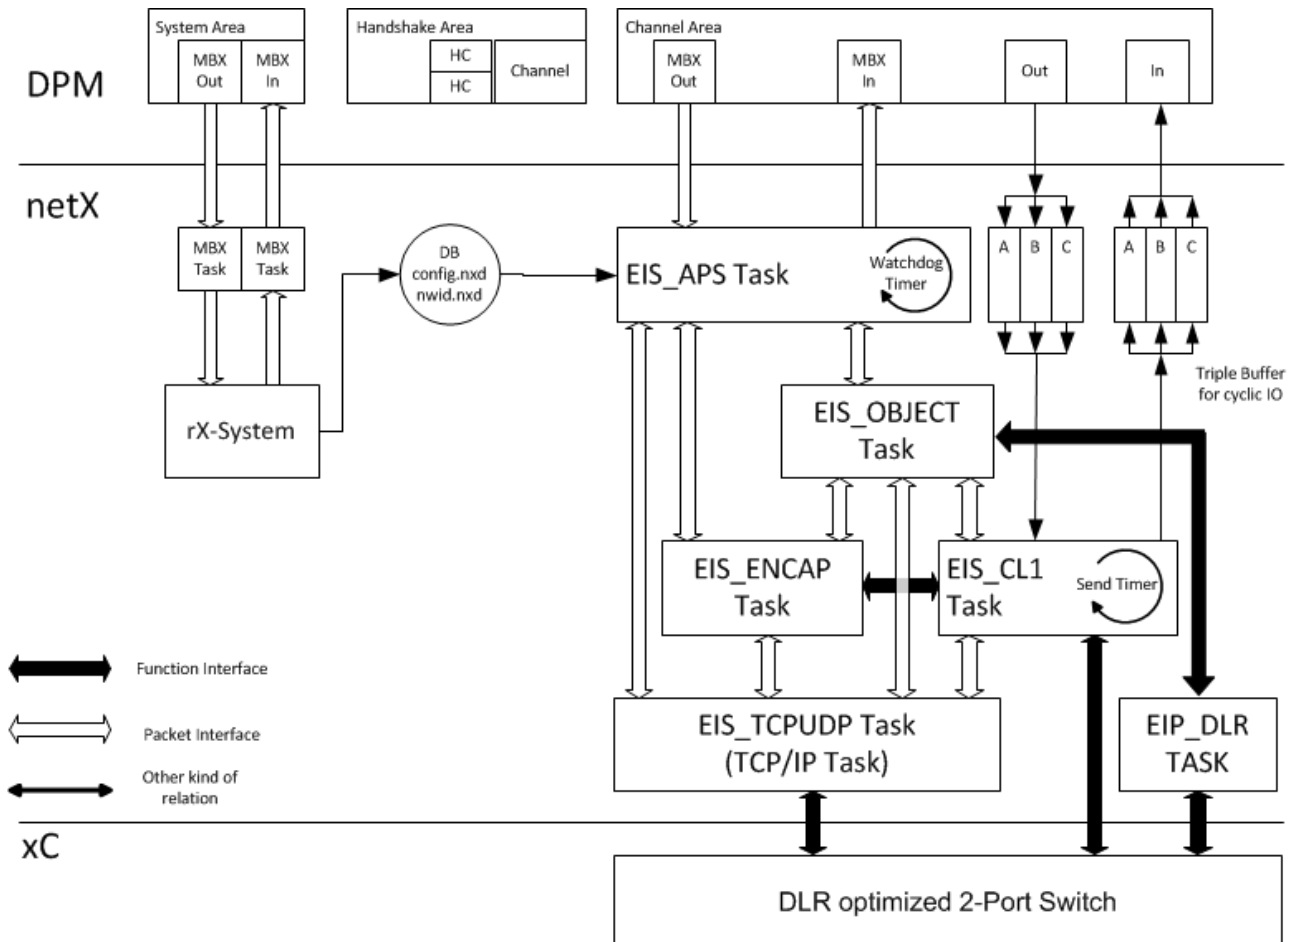 System Area
Handshake Area
Channel Area
MBX
Out
MBX
In
HC
HC
Channel
MBX
Out
MBX
In
Out
In
DPM
netX
MBX
Task
MBX
Task
DB
config.nxd
nwid.nxd
EIS_APS Task
Watchdog
Timer
A
B
C
A
B
C
Triple Buffer
for cyclic IO
rX-System
EIS_OBJECT
Task
EIS_ENCAP
Task
EIS_CL1
Task
Send Timer
Function Interface
Packet Interface
Other kind of
relation
EIS_TCPUDP Task
(TCP/IP Task)
EIP_DLR
TASK
xC
DLR optimized 2-Port Switch